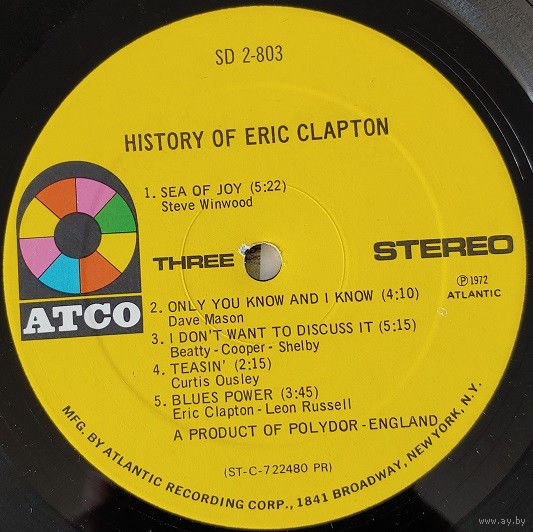 SD 2-803
HISTORY OF ERIC CLAPTON
1. SEA OF JOY (5:22)
Steve Winwood
THREE
STEREO
Ⓟ 1972
ATLANTIC
ATCO
2. ONLY YOU KNOW AND I KNOW (4:10)
Dave Mason
3. I DON'T WANT TO DISCUSS IT (5:15)
Beatty - Cooper - Shelby
4. TEASIN' (2:15)
Curtis Ousley
5. BLUES POWER (3:45)
Eric Clapton - Leon Russell
A PRODUCT OF POLYDOR - ENGLAND
(ST-C-722480 PR)
MFG. BY ATLANTIC RECORDING CORP., 1841 BROADWAY, NEW YORK, N.Y.
www.ay.by